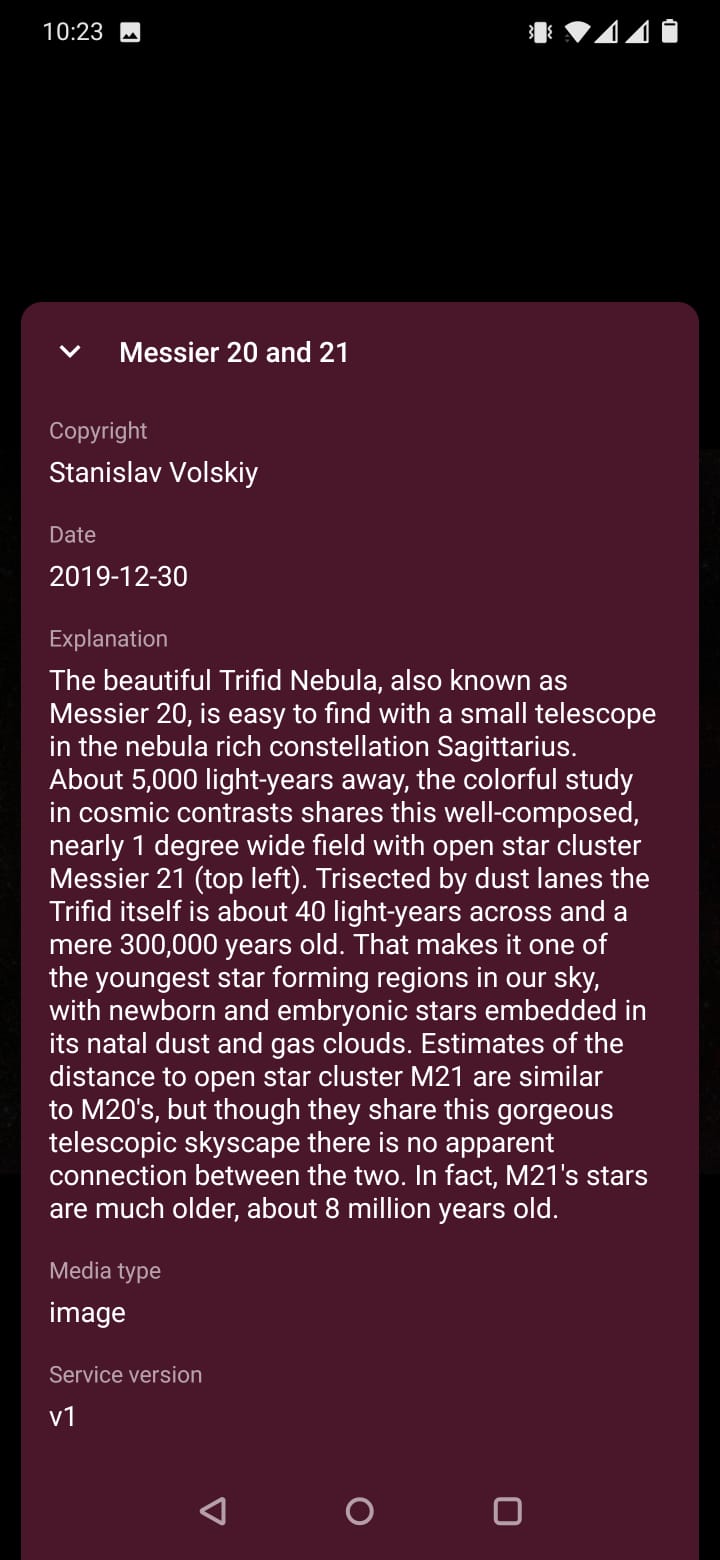 10:23
Messier 20 and 21
Copyright
Stanislav Volskiy
Date
2019-12-30
Explanation
The beautiful Trifid Nebula, also known as
Messier 20, is easy to find with a small telescope
in the nebula rich constellation Sagittarius.
About 5,000 light-years away, the colorful study
in cosmic contrasts shares this well-composed,
nearly 1 degree wide field with open star cluster
Messier 21 (top left). Trisected by dust lanes the
Trifid itself is about 40 light-years across and a
mere 300,000 years old. That makes it one of
the youngest star forming regions in our sky,
with newborn and embryonic stars embedded in
its natal dust and gas clouds. Estimates of the
distance to open star cluster M21 are similar
to M20's, but though they share this gorgeous
telescopic skyscape there is no apparent
connection between the two. In fact, M21's stars
are much older, about 8 million years old.
Media type
image
Service version
v1